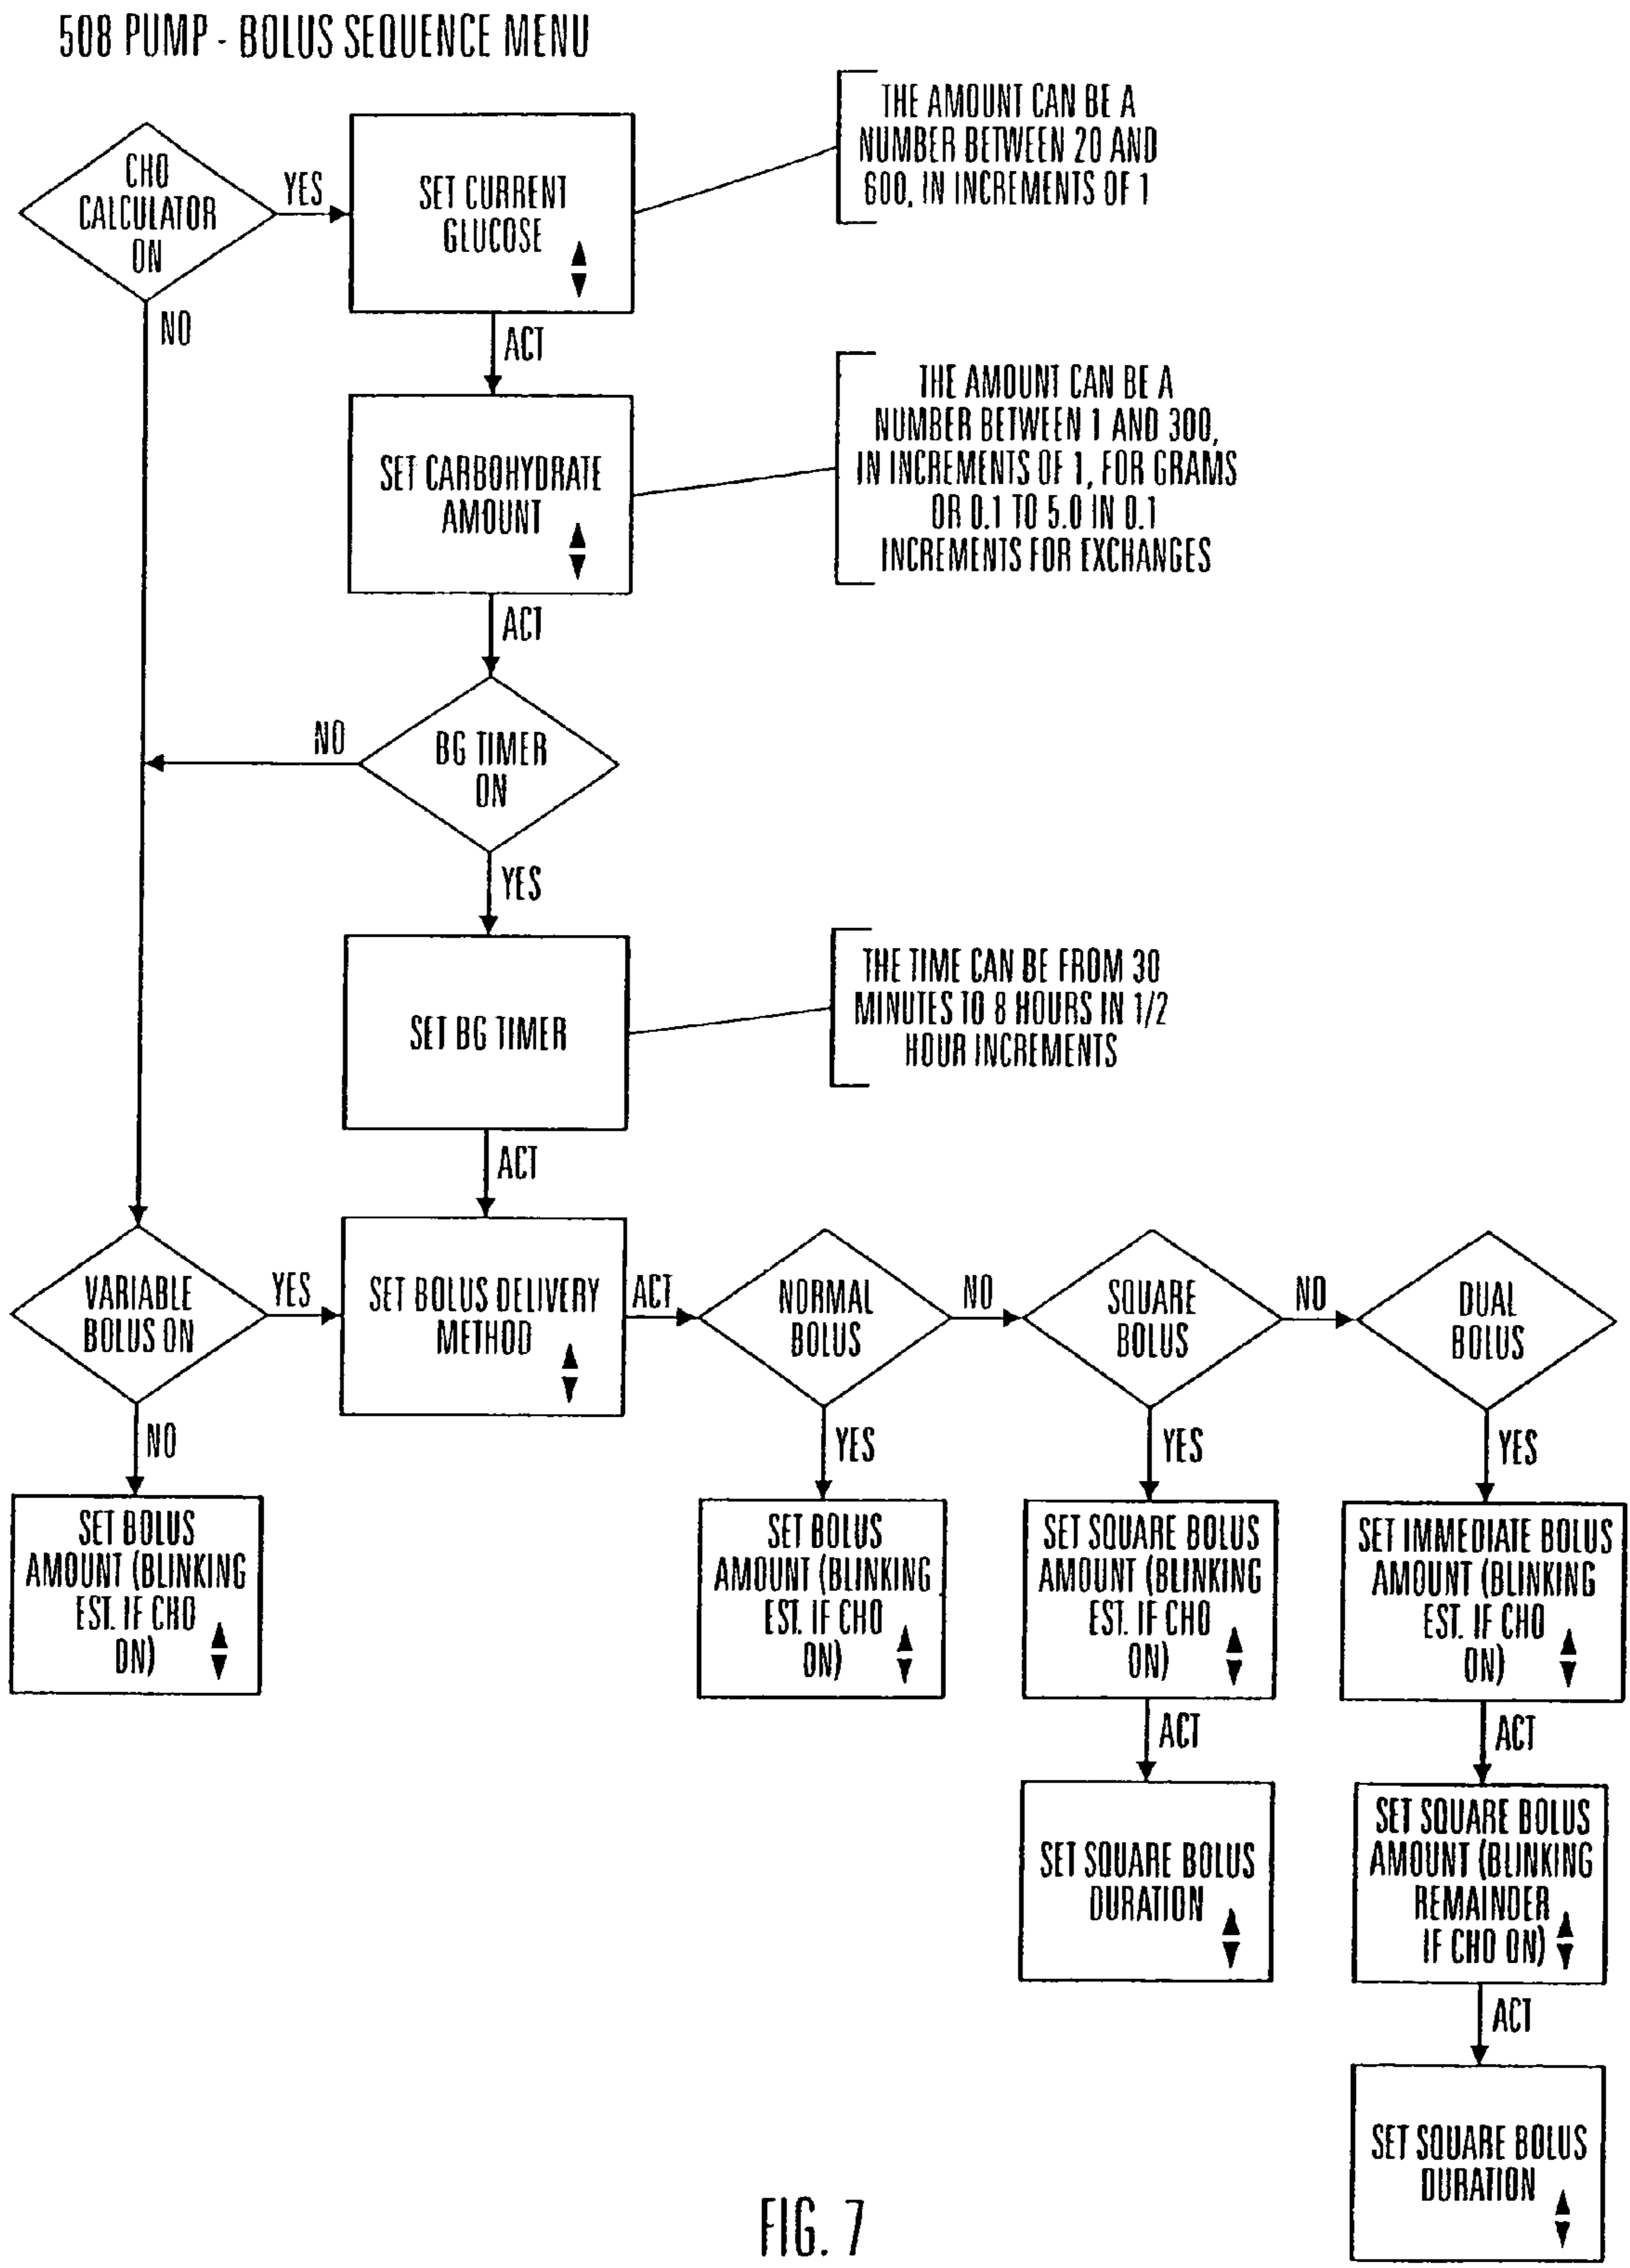 508 PUMP - BOLUS SEQUENCE MENU
CHO
CALCULATOR
ON
YES
NO
SET CURRENT
GLUCOSE
THE AMOUNT CAN BE A
NUMBER BETWEEN 20 AND
600, IN INCREMENTS OF 1
ACT
SET CARBOHYDRATE
AMOUNT
THE AMOUNT CAN BE A
NUMBER BETWEEN 1 AND 300,
IN INCREMENTS OF 1, FOR GRAMS
OR 0.1 TO 5.0 IN 0.1
INCREMENTS FOR EXCHANGES
ACT
BG TIMER
ON
NO
YES
SET BG TIMER
THE TIME CAN BE FROM 30
MINUTES TO 8 HOURS IN 1/2
HOUR INCREMENTS
ACT
VARIABLE
BOLUS ON
YES
SET BOLUS DELIVERY
METHOD
ACT
NORMAL
BOLUS
NO
SQUARE
BOLUS
NO
DUAL
BOLUS
NO
YES
YES
YES
SET BOLUS
AMOUNT (BLINKING
EST. IF CHO
ON)
SET BOLUS
AMOUNT (BLINKING
EST. IF CHO
ON)
SET SQUARE BOLUS
AMOUNT (BLINKING
EST. IF CHO
ON)
SET IMMEDIATE BOLUS
AMOUNT (BLINKING
EST. IF CHO
ON)
ACT
ACT
SET SQUARE BOLUS
DURATION
SET SQUARE BOLUS
AMOUNT (BLINKING
REMAINDER
IF CHO ON)
ACT
SET SQUARE BOLUS
DURATION
FIG. 7